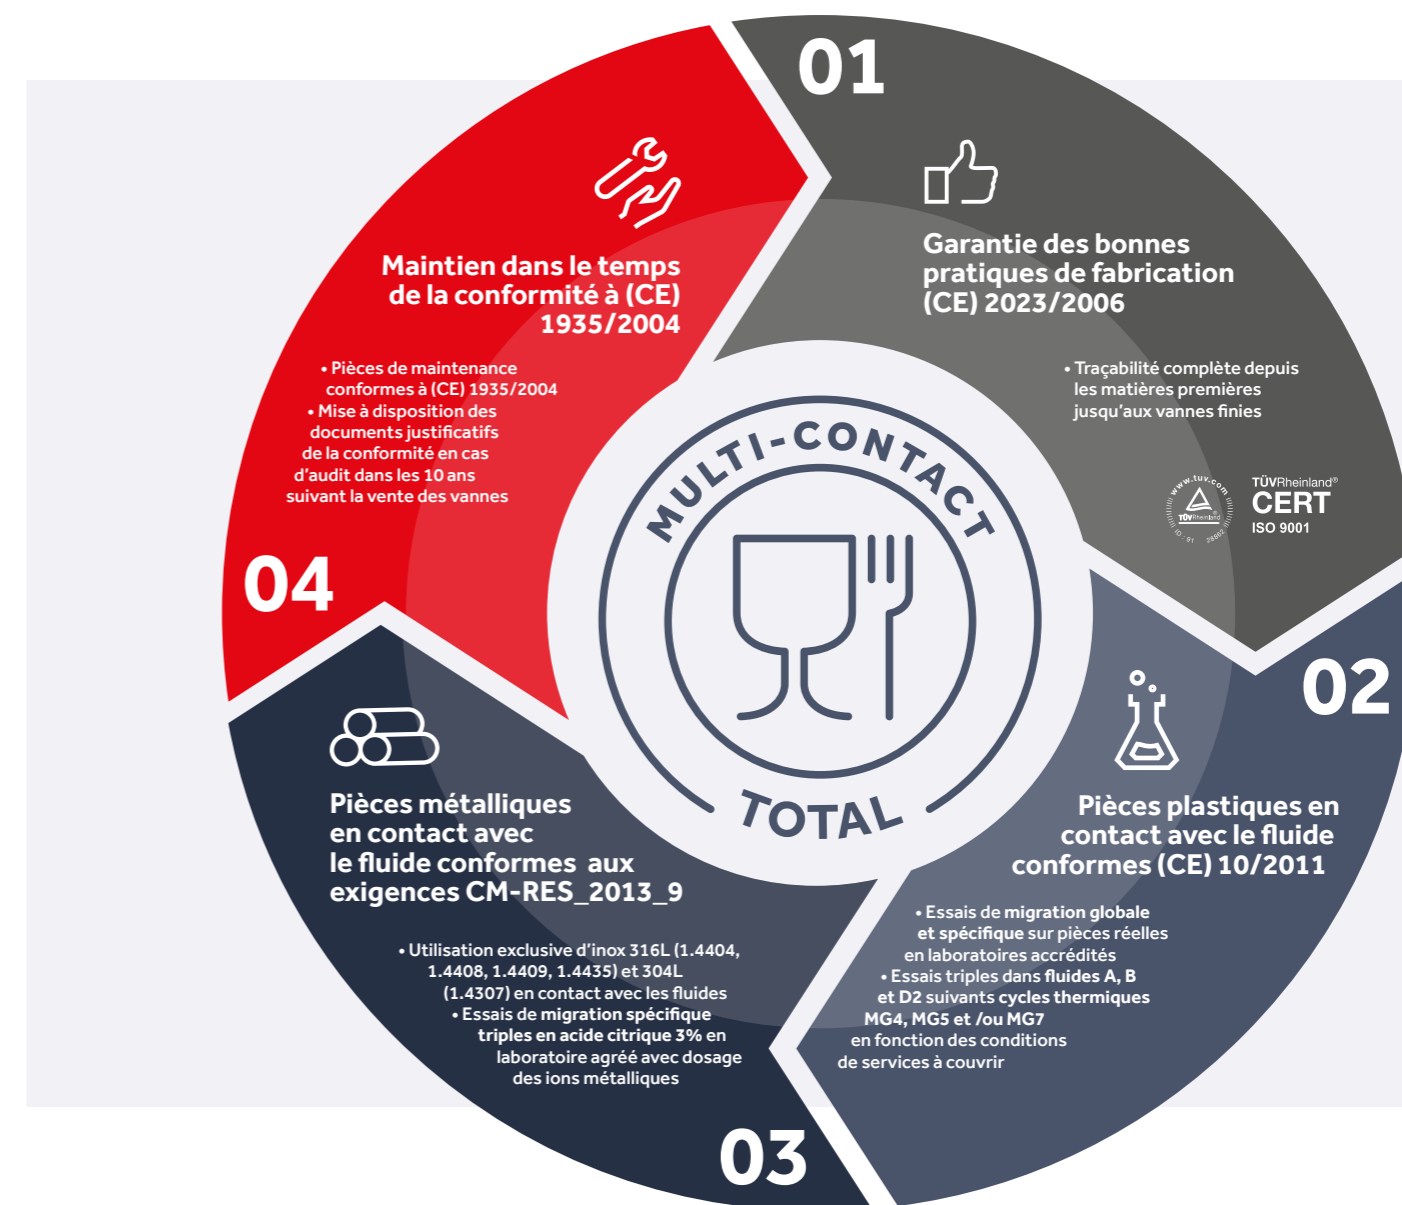 01
Garantie des bonnes
pratiques de fabrication
(CE) 2023/2006
• Traçabilité complète depuis
les matières premières
jusqu'aux vannes finies
www.tuv.com
TÜVRheinland
TÜVRheinland®
CERT
ISO 9001
02
Pièces plastiques en
contact avec le fluide
conformes (CE) 10/2011
• Essais de migration globale
et spécifique sur pièces réelles
en laboratoires accrédités
• Essais triples dans fluides A, B
et D2 suivants cycles thermiques
MG4, MG5 et /ou MG7
en fonction des conditions
de services à couvrir
03
Pièces métalliques
en contact avec
le fluide conformes aux
exigences CM-RES_2013_9
• Utilisation exclusive d'inox 316L (1.4404,
1.4408, 1.4409, 1.4435) et 304L
(1.4307) en contact avec les fluides
• Essais de migration spécifique
triples en acide citrique 3% en
laboratoire agréé avec dosage
des ions métalliques
04
Maintien dans le temps
de la conformité à (CE)
1935/2004
• Pièces de maintenance
conformes à (CE) 1935/2004
• Mise à disposition des
documents justificatifs
de la conformité en cas
d'audit dans les 10 ans
suivant la vente des vannes
MULTI-CONTACT
TOTAL